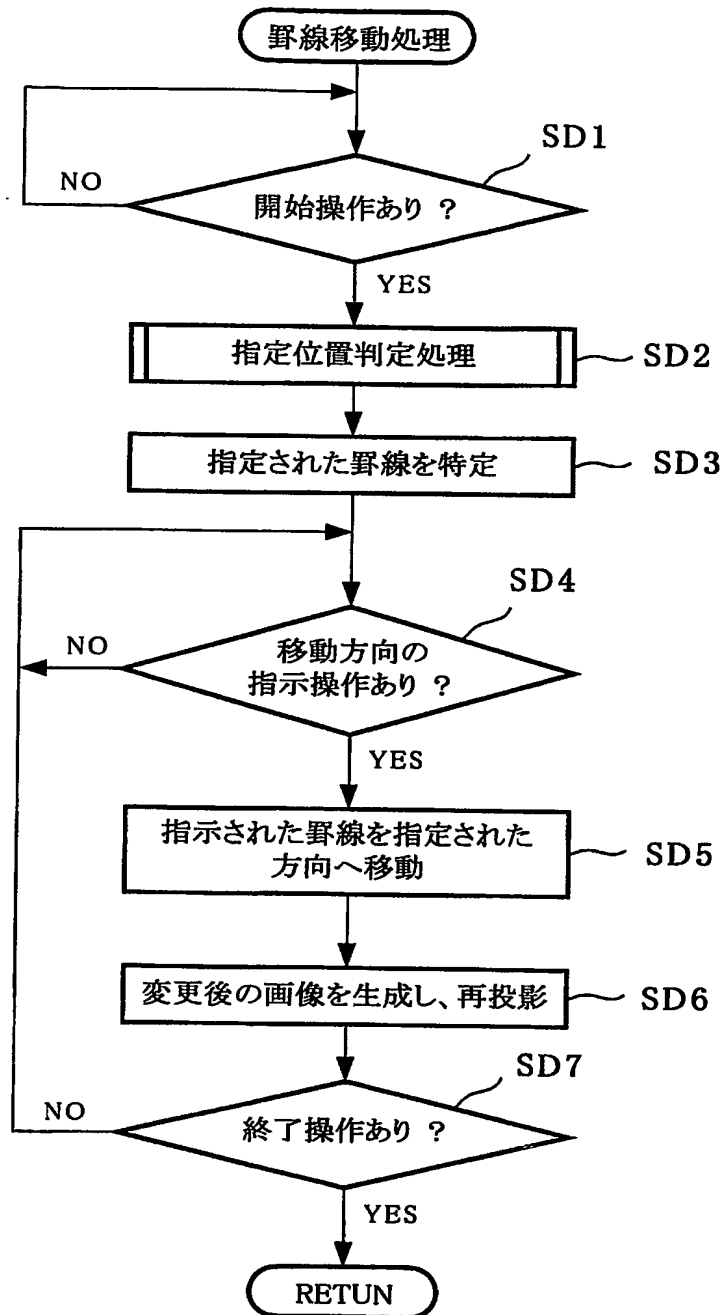 罫線移動処理
SD1
NO
開始操作あり ?
YES
指定位置判定処理
SD2
指定された罫線を特定
SD3
SD4
NO
移動方向の
指示操作あり ?
YES
指示された罫線を指定された
方向へ移動
SD5
変更後の画像を生成し、再投影
SD6
SD7
NO
終了操作あり ?
YES
RETUN